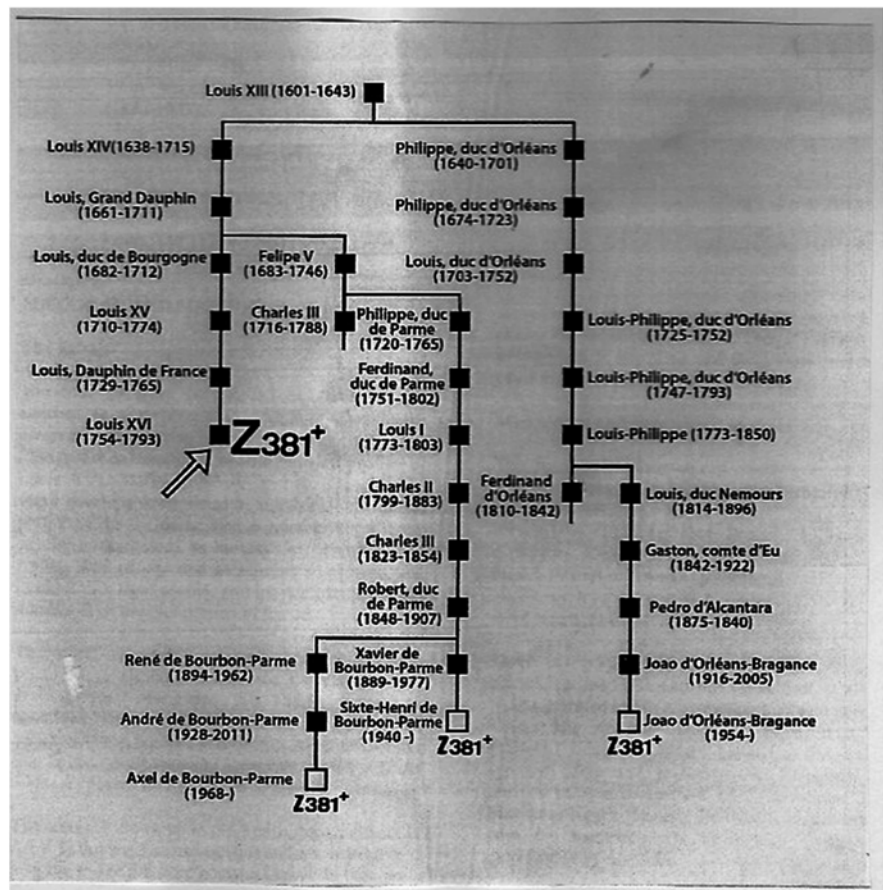 Louis XIII (1601-1643)
Louis XIV(1638-1715)
Philippe, duc d'Orléans
(1640-1701)
Louis, Grand Dauphin
(1661-1711)
Philippe, duc d'Orléans
(1674-1723)
Louis, duc de Bourgogne
(1682-1712)
Felipe V
(1683-1746)
Louis, duc d'Orléans
(1703-1752)
Louis XV
(1710-1774)
Charles III
(1716-1788)
Philippe, duc
de Parme
(1720-1765)
Louis-Philippe, duc d'Orléans
(1725-1752)
Louis, Dauphin de France
(1729-1765)
Ferdinand,
duc de Parme
(1751-1802)
Louis-Philippe, duc d'Orléans
(1747-1793)
Louis XVI
(1754-1793)
Z381+
Louis I
(1773-1803)
Louis-Philippe (1773-1850)
Charles II
(1799-1883)
Ferdinand
d'Orléans
(1810-1842)
Louis, duc Nemours
(1814-1896)
Charles III
(1823-1854)
Gaston, comte d'Eu
(1842-1922)
Robert, duc
de Parme
(1848-1907)
Pedro d'Alcantara
(1875-1840)
René de Bourbon-Parme
(1894-1962)
Xavier de
Bourbon-Parme
(1889-1977)
Joao d'Orléans-Bragance
(1916-2005)
André de Bourbon-Parme
(1928-2011)
Sixte-Henri de
Bourbon-Parme
(1940 -)
Z381+
Joao d'Orléans-Bragance
(1954-)
Z381+
Axel de Bourbon-Parme
(1968-)
Z381+